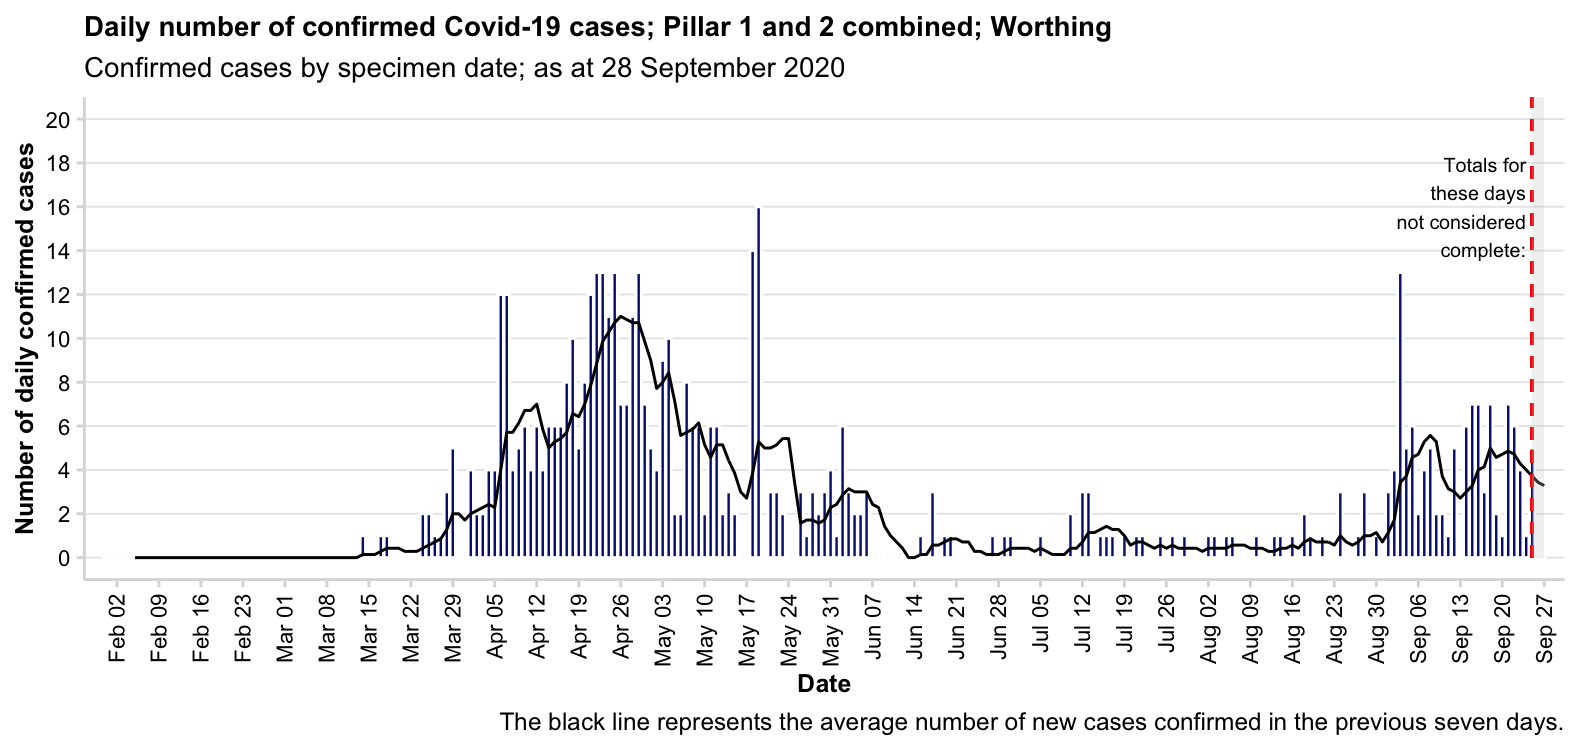 Daily number of confirmed Covid-19 cases; Pillar 1 and 2 combined; Worthing
Confirmed cases by specimen date; as at 28 September 2020
Number of daily confirmed cases
20
18
16
14
12
10
8
6
4
2
0
Totals for
these days
not considered
complete:
Feb 02
Feb 09
Feb 16
Feb 23
Mar 01
Mar 08
Mar 15
Mar 22
Mar 29
Apr 05
Apr 12
Apr 19
Apr 26
May 03
May 10
May 17
May 24
May 31
Jun 07
Jun 14
Jun 21
Jun 28
Jul 05
Jul 12
Jul 19
Jul 26
Aug 02
Aug 09
Aug 16
Aug 23
Aug 30
Sep 06
Sep 13
Sep 20
Sep 27
Date
The black line represents the average number of new cases confirmed in the previous seven days.